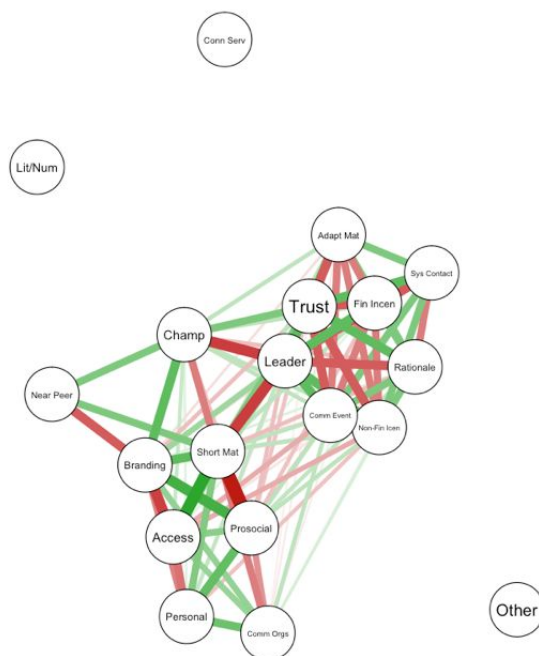 Conn Serv
Lit/Num
Adapt Mat
Sys Contact
Trust
Fin Incen
Champ
Leader
Rationale
Near Peer
Comm Event
Non-Fin Icen
Short Mat
Branding
Prosocial
Access
Other
Personal
Comm Orgs